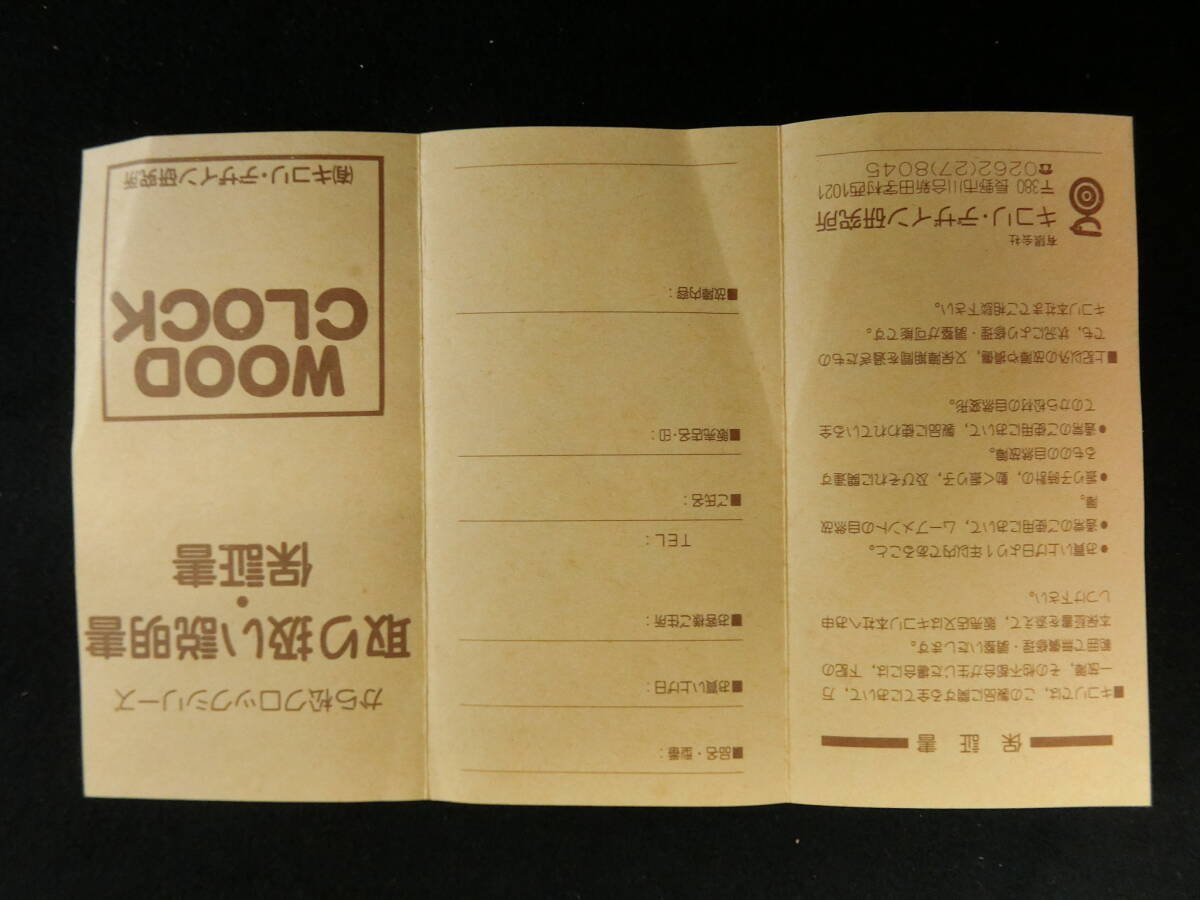 保 証 書
■キコリでは，この製品に関する全てにおいて，万
一故障，その他不都合が生じた場合には，下記の
範囲で無償修理・調整いたします。
本保証書を添えて，販売店又はキコリ本社へお申
しつけ下さい。
●お買い上げ日より1年以内であること。
●通常のご使用において，ムーブメントの自然故
障。
●振り子時計の，動く振り子，及びそれに関連す
るものの自然故障。
●通常のご使用において，製品に使われている全
てのから松材の自然変形。
■上記以外の故障や損傷，又保障期間を過ぎたもの
でも，状況により修理・調整が可能です。
キコリ本社までご相談下さい。
有限会社
キコリ・デザイン研究所
〒380 長野市川合新田字村西1021
☎0262(27)8045
■品名・型番：
■お買い上げ日：
■お客様ご住所：
TEL：
■ご氏名：
■販売店名・印：
■故障内容：
から松クロックシリーズ
取り扱い説明書
・
保証書
WOOD
CLOCK
㈲キコリ・デザイン研究所